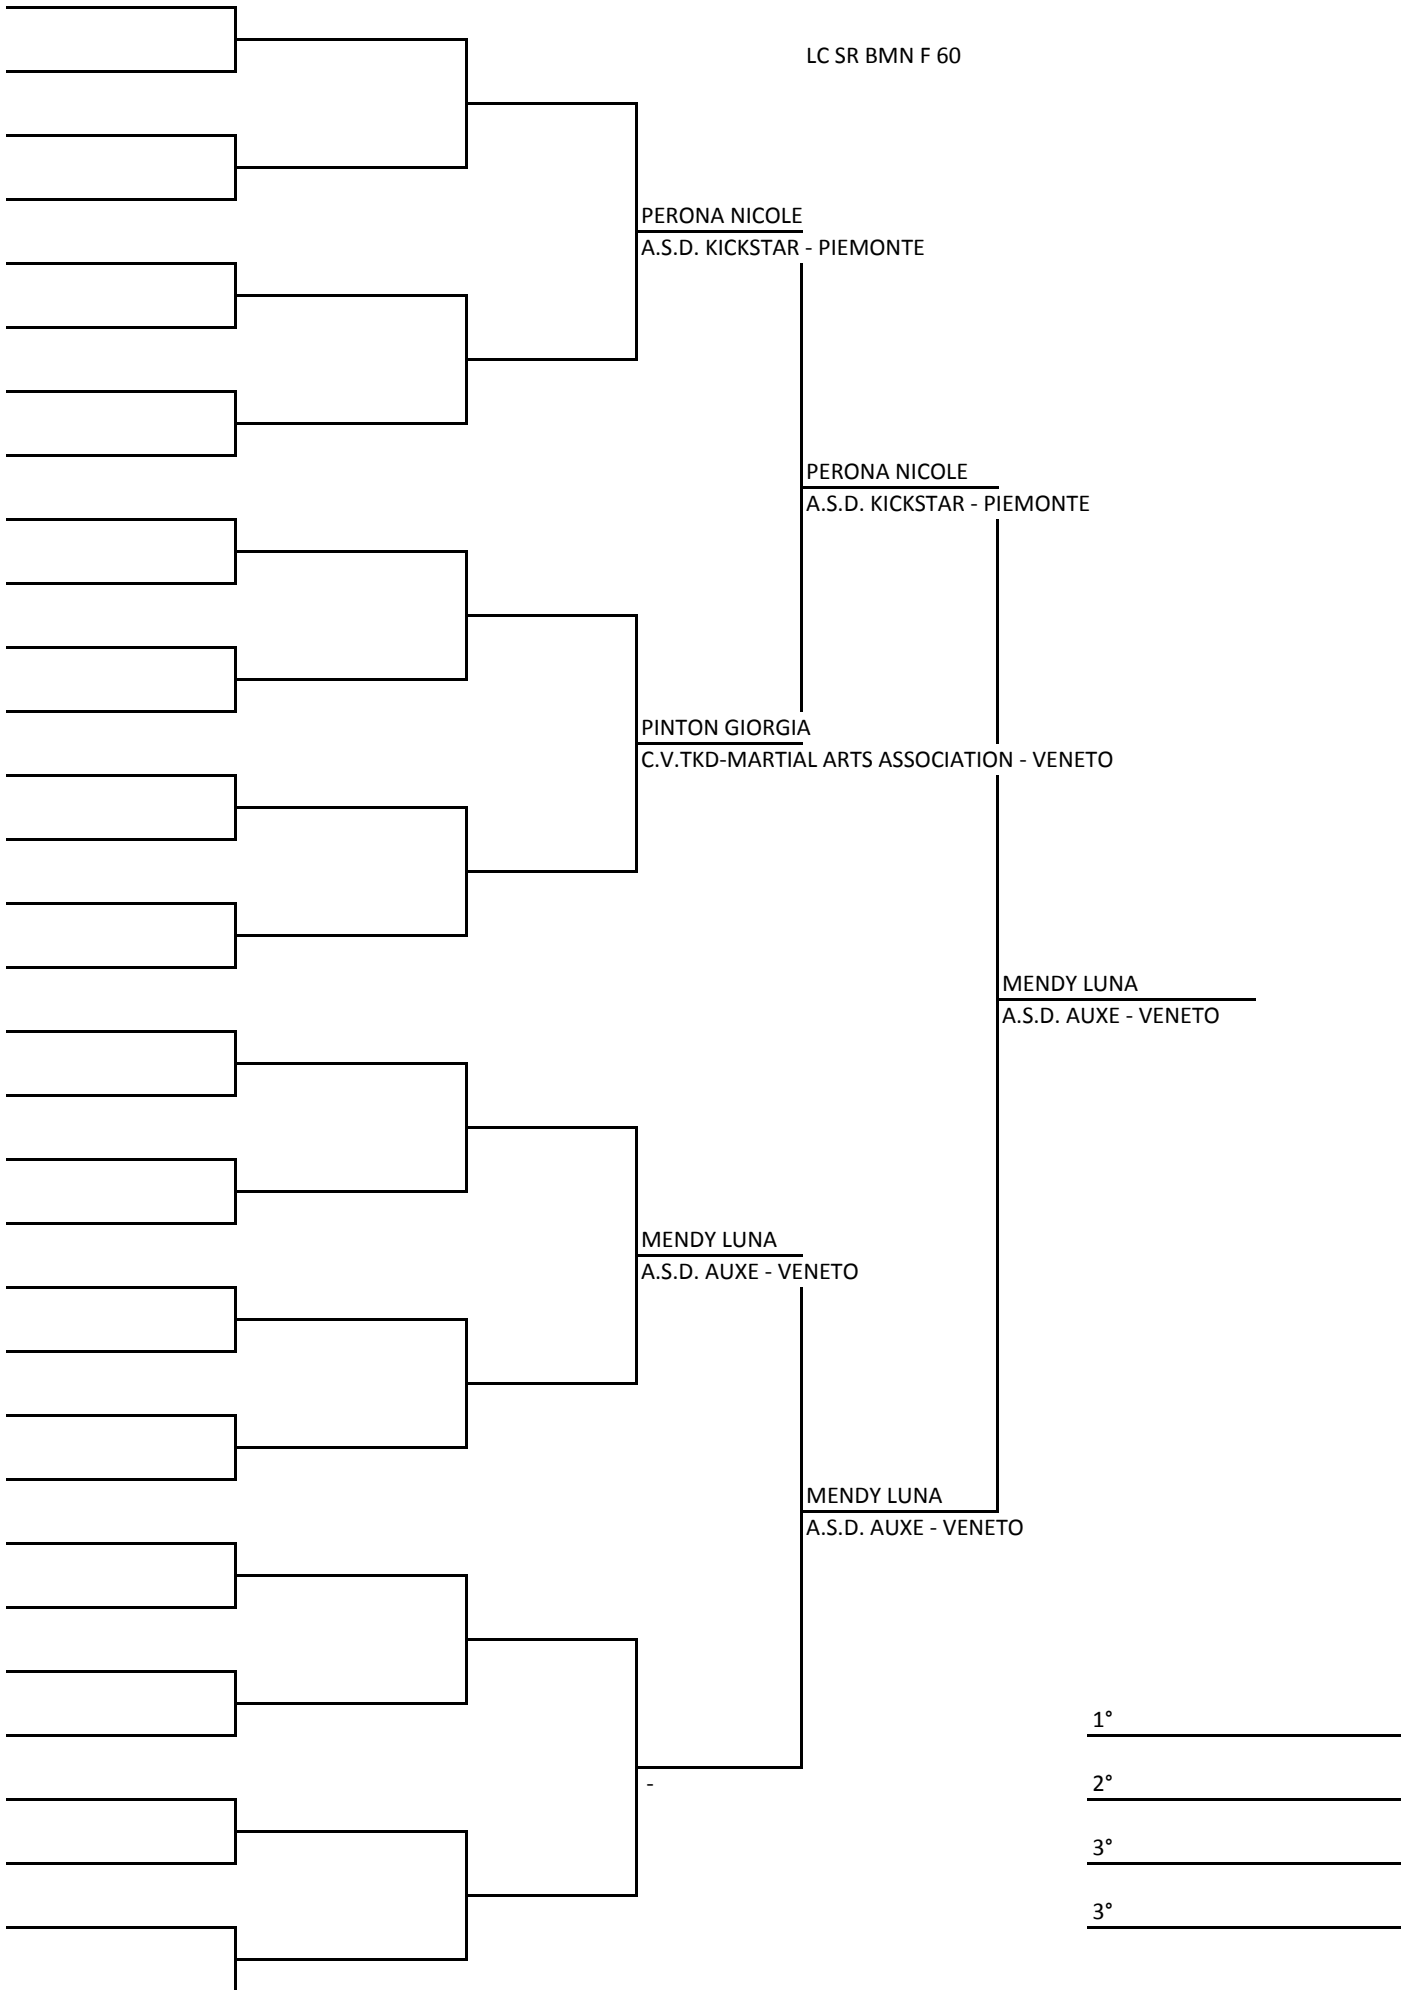 LC SR BMN F 60
PERONA NICOLE
A.S.D. KICKSTAR - PIEMONTE
PERONA NICOLE
A.S.D. KICKSTAR - PIEMONTE
PINTON GIORGIA
C.V.TKD-MARTIAL ARTS ASSOCIATION - VENETO
MENDY LUNA
A.S.D. AUXE - VENETO
MENDY LUNA
A.S.D. AUXE - VENETO
MENDY LUNA
A.S.D. AUXE - VENETO
1°
-
2°
3°
3°